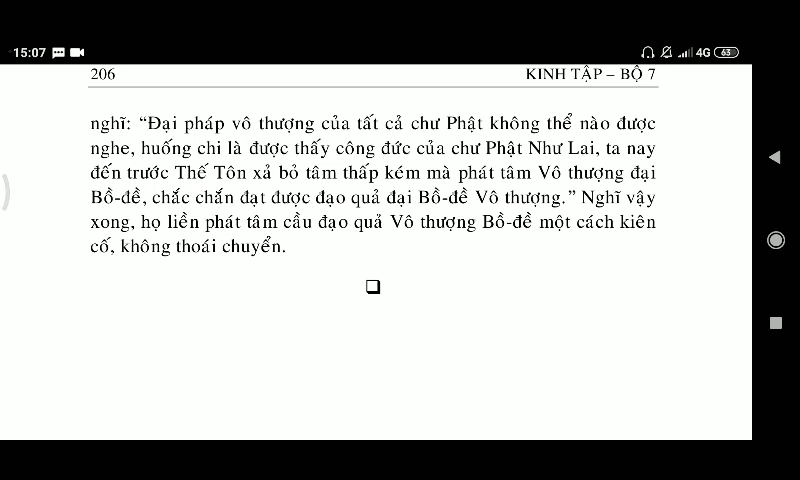 15:07
4G 63
206 KINH TẬP – BỘ 7
nghĩ: “Đại pháp vô thượng của tất cả chư Phật không thể nào được
nghe, huống chi là được thấy công đức của chư Phật Như Lai, ta nay
đến trước Thế Tôn xả bỏ tâm thấp kém mà phát tâm Vô thượng đại
Bồ-đề, chắc chắn đạt được đạo quả đại Bồ-đề Vô thượng.” Nghĩ vậy
xong, họ liền phát tâm cầu đạo quả Vô thượng Bồ-đề một cách kiên
cố, không thoái chuyển.